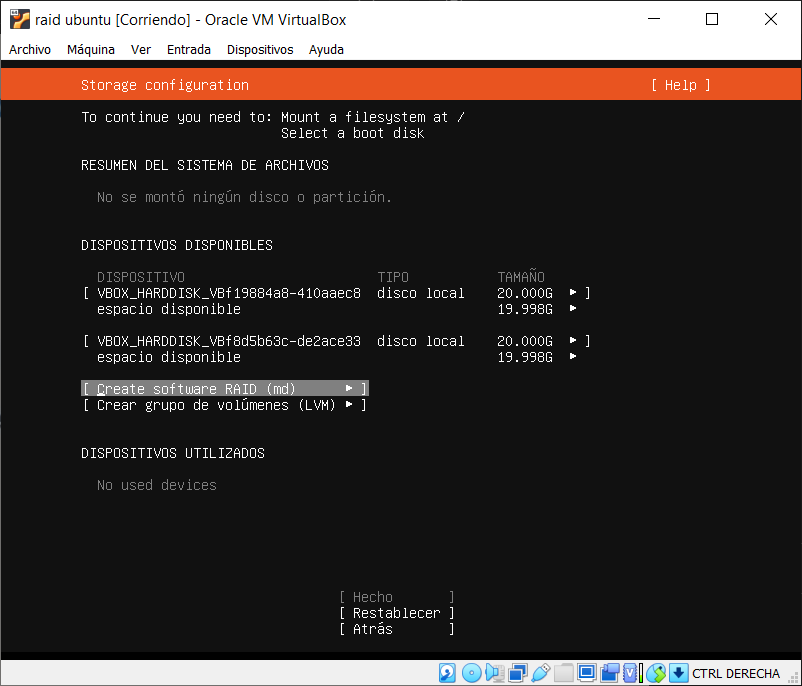 raid ubuntu [Corriendo] - Oracle VM VirtualBox
Archivo Máquina Ver Entrada Dispositivos Ayuda
Storage configuration [ Help ]
To continue you need to: Mount a filesystem at /
Select a boot disk
RESUMEN DEL SISTEMA DE ARCHIVOS
No se montó ningún disco o partición.
DISPOSITIVOS DISPONIBLES
DISPOSITIVO TIPO TAMAÑO
[ VBOX_HARDDISK_VBf19884a8-410aaec8 disco local 20.000G ▸ ]
espacio disponible 19.998G ▸
[ VBOX_HARDDISK_VBf8d5b63c-de2ace33 disco local 20.000G ▸ ]
espacio disponible 19.998G ▸
[ Create software RAID (md) ▸ ]
[ Crear grupo de volúmenes (LVM) ▸ ]
DISPOSITIVOS UTILIZADOS
No used devices
[ Hecho ]
[ Restablecer ]
[ Atrás ]
CTRL DERECHA